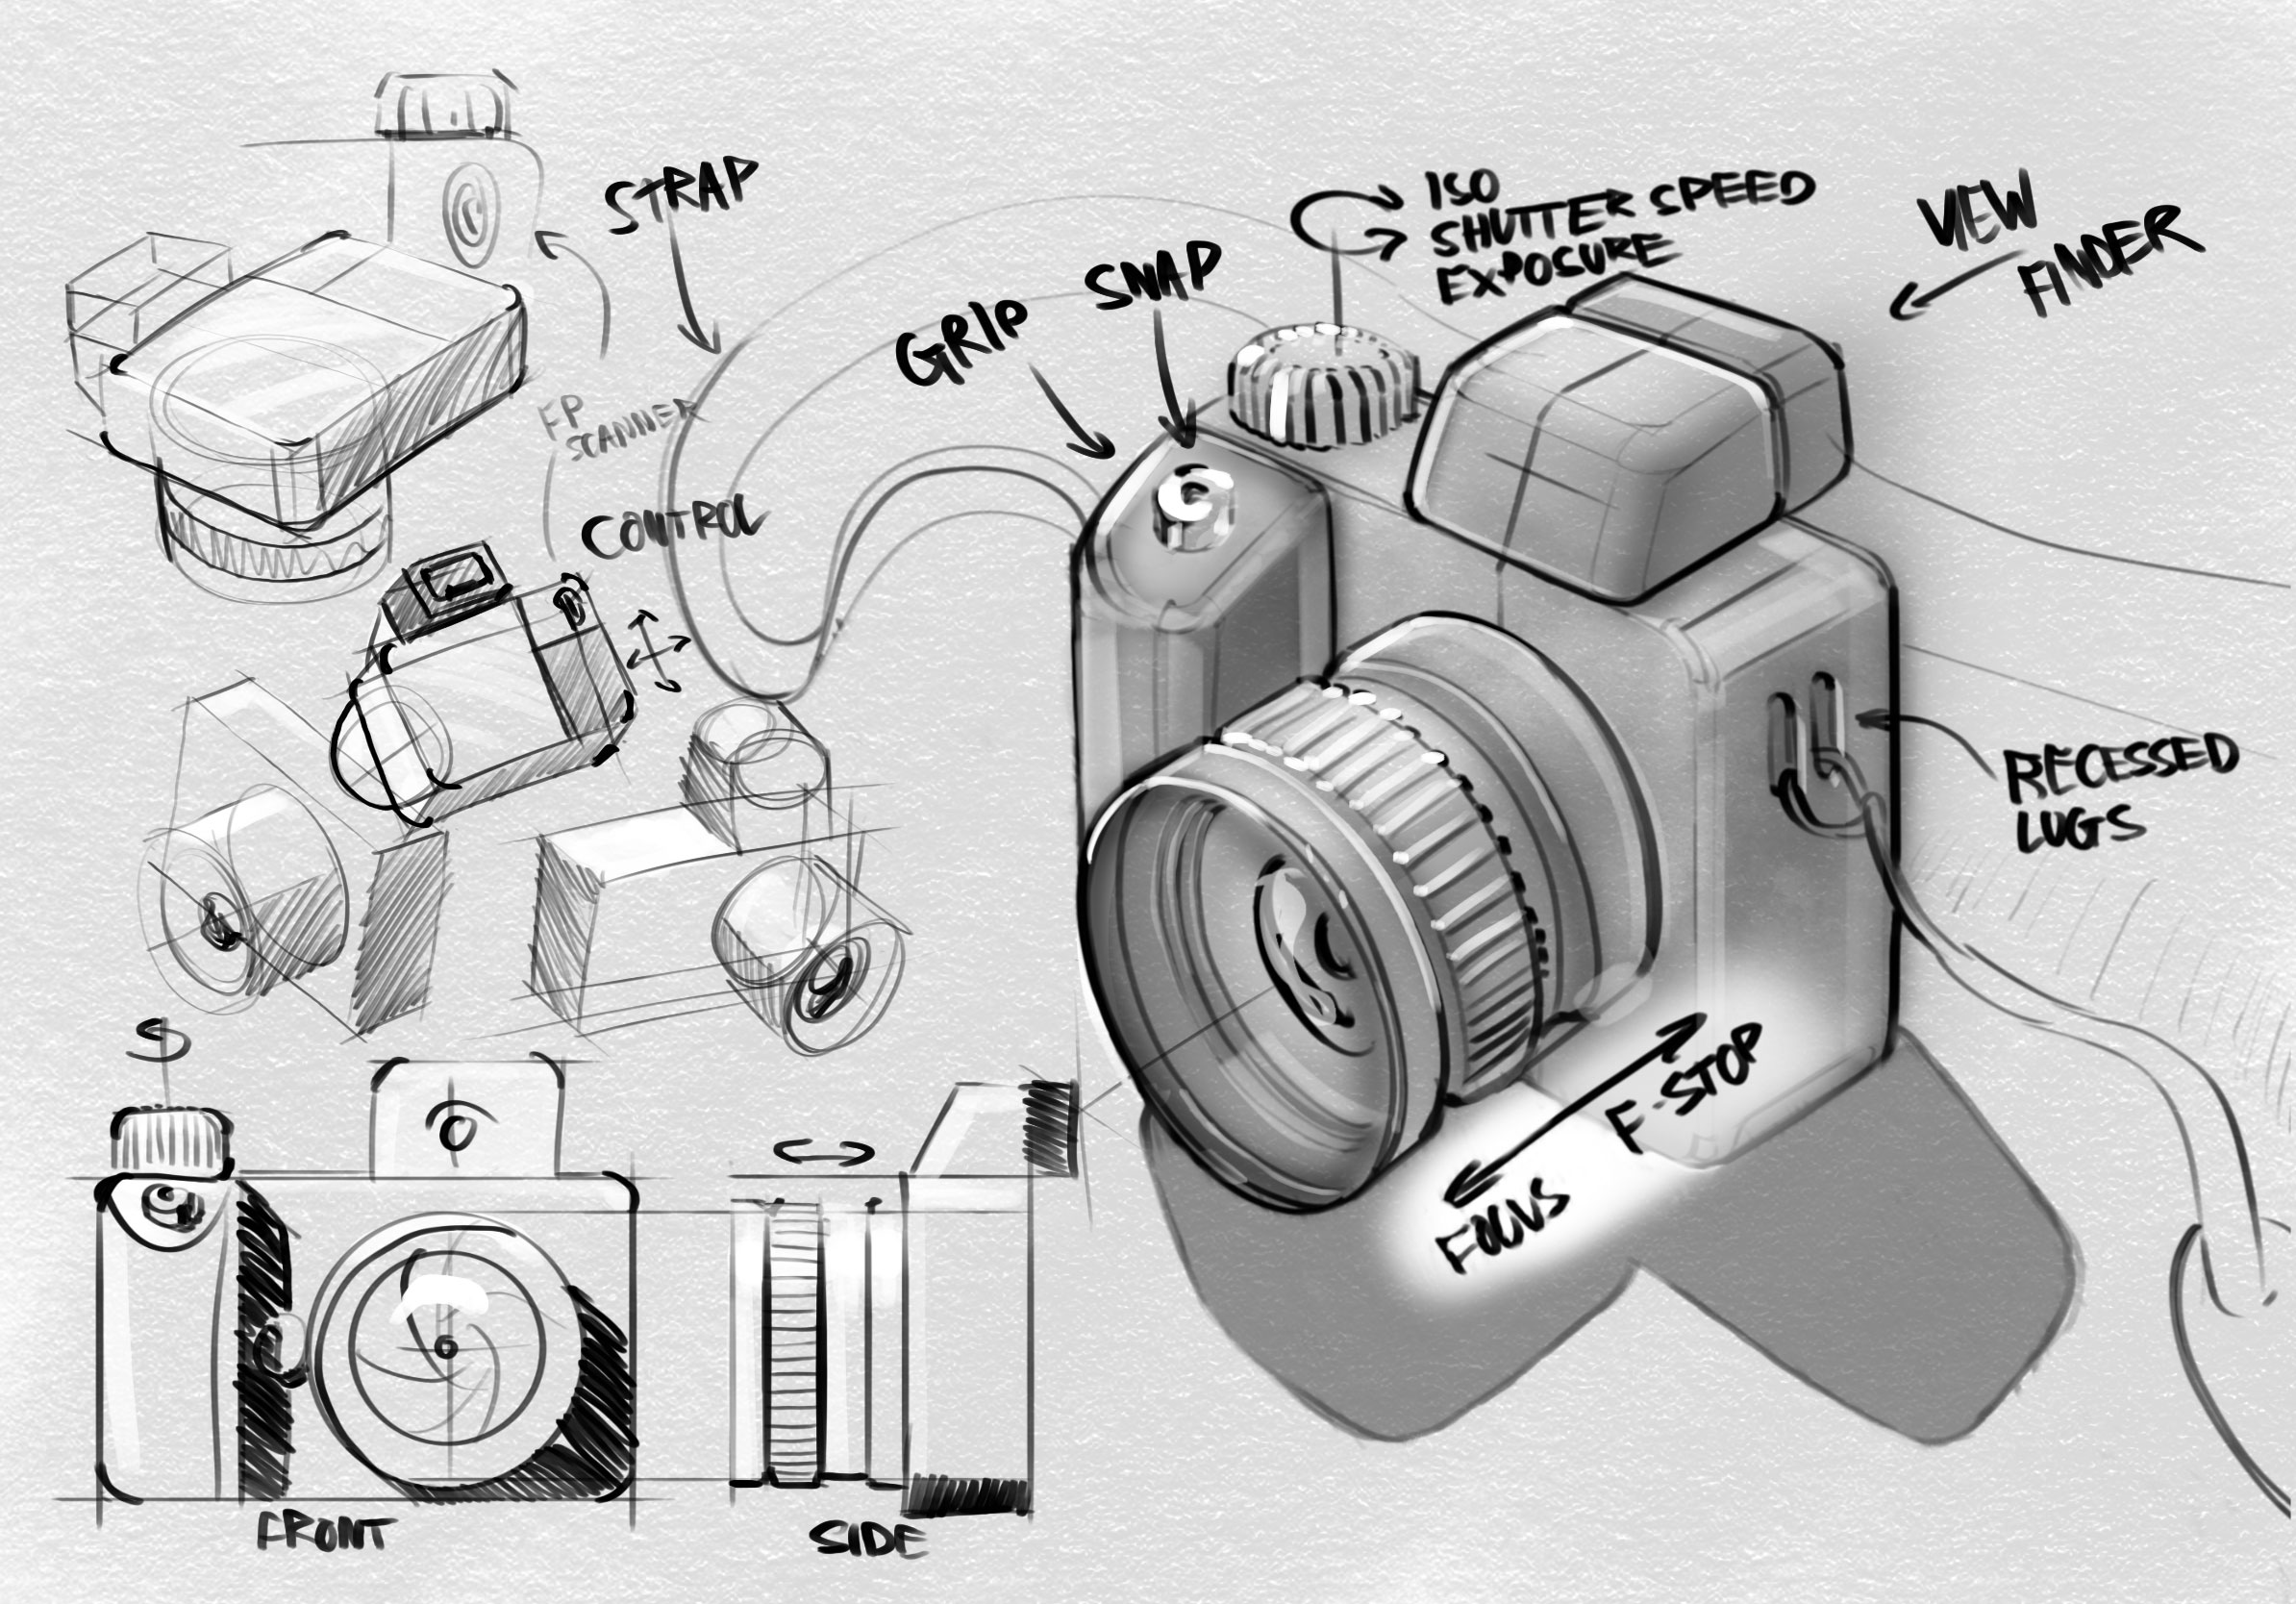 STRAP
ISO
SHUTTER SPEED
EXPOSURE
VIEW
FINDER
SNAP
GRIP
FP
SCANNER
CONTROL
RECESSED
LUGS
F-STOP
FOCUS
FRONT
SIDE